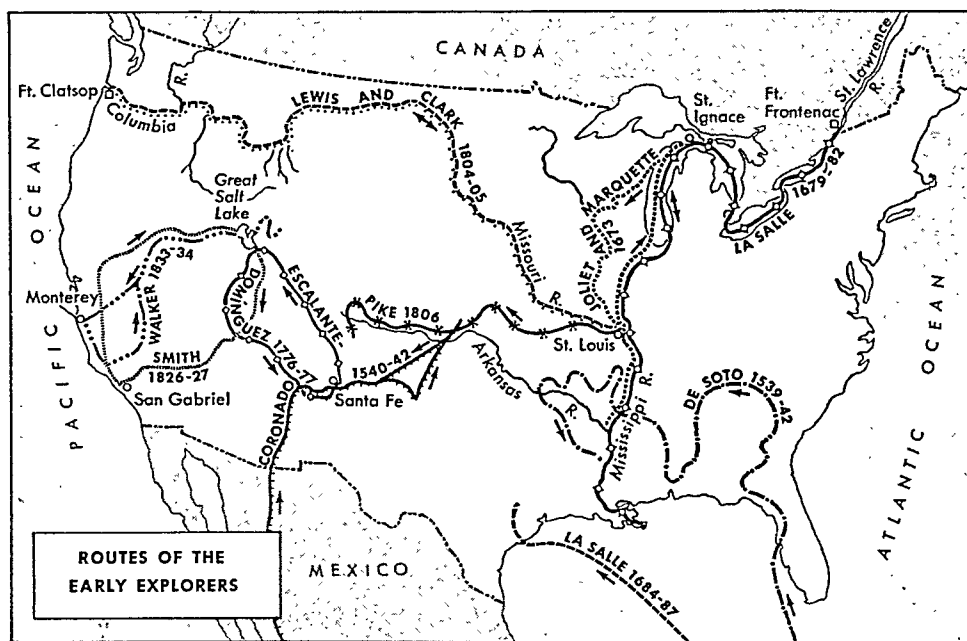 CANADA
Ft. Clatsop
Columbia
R.
LEWIS AND CLARK
1804-05
St. Ignace
Ft. Frontenac
St. Lawrence
R.
1679-82
LA SALLE
JOLIET AND MARQUETTE
1673
Great
Salt
Lake
PACIFIC OCEAN
Monterey
WALKER 1833-34
SMITH
1826-27
San Gabriel
ESCALANTE-
DOMINGUEZ 1776-77
PIKE 1806
Missouri
R.
St. Louis
CORONADO
1540-42
Santa Fe
Arkansas
R.
Mississippi
R.
DE SOTO 1539-42
ATLANTIC OCEAN
LA SALLE 1684-87
MEXICO
ROUTES OF THE
EARLY EXPLORERS